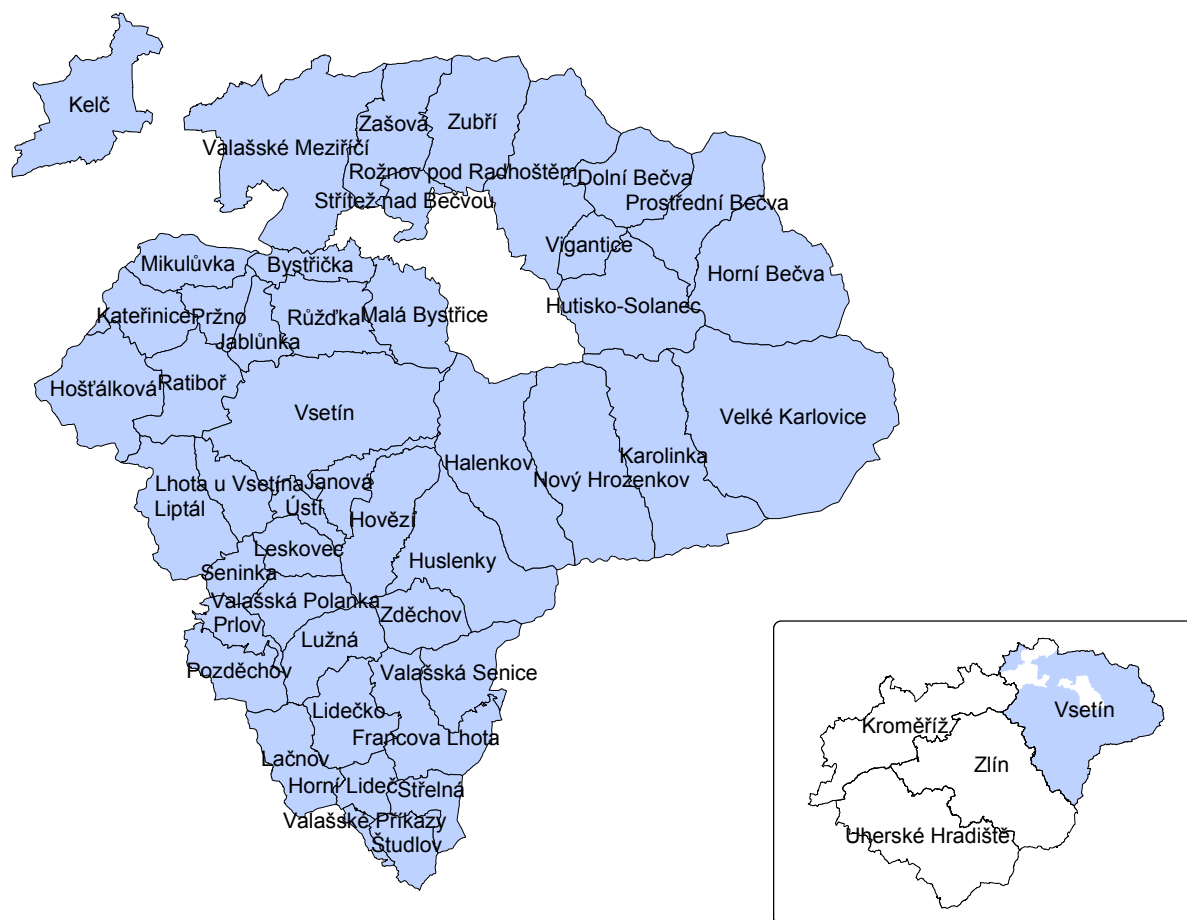 Kelč
Zašová
Zubří
Valašské Meziříčí
Rožnov pod Radhoštěm
Dolní Bečva
Střítež nad Bečvou
Prostřední Bečva
Vigantice
Mikulůvka
Bystřička
Horní Bečva
Hutisko-Solanec
Kateřinice
Pržno
Růžďka
Malá Bystřice
Jablůnka
Hošťálková
Ratiboř
Vsetín
Velké Karlovice
Halenkov
Karolinka
Nový Hrozenkov
Lhota u Vsetína
Janová
Liptál
Ústí
Hovězí
Leskovec
Huslenky
Seninka
Valašská Polanka
Zděchov
Prlov
Lužná
Pozděchov
Valašská Senice
Lidečko
Francova Lhota
Lačnov
Horní Lideč
Střelná
Valašské Příkazy
Študlov
Vsetín
Kroměříž
Zlín
Uherské Hradiště